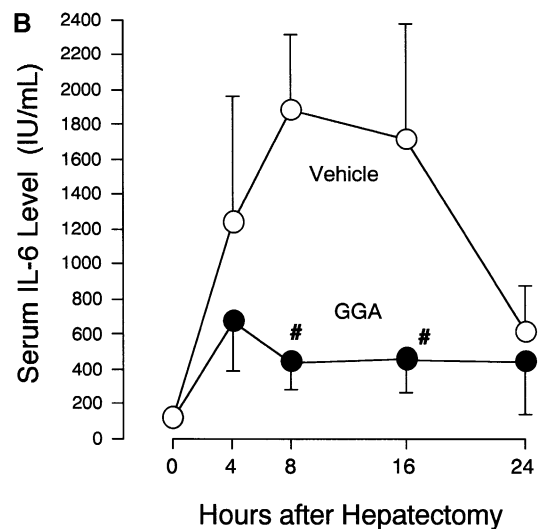 B
Serum IL-6 Level (IU/mL)
2400
2200
2000
1800
1600
1400
1200
1000
800
600
400
200
0
Vehicle
GGA
#
#
0 4 8 16 24
Hours after Hepatectomy